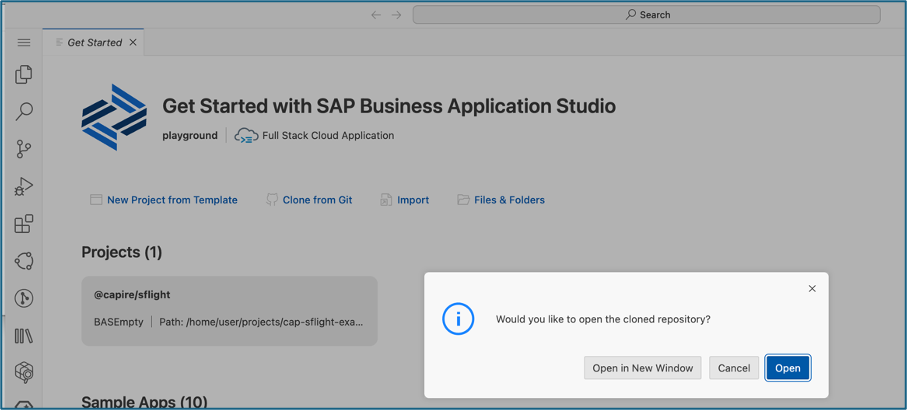 Search
Get Started
Get Started with SAP Business Application Studio
playground Full Stack Cloud Application
New Project from Template Clone from Git Import Files & Folders
Projects (1)
@capire/sflight
BASEmpty Path: /home/user/projects/cap-sflight-exa...
Would you like to open the cloned repository?
Open in New Window Cancel Open
Sample Apps (10)